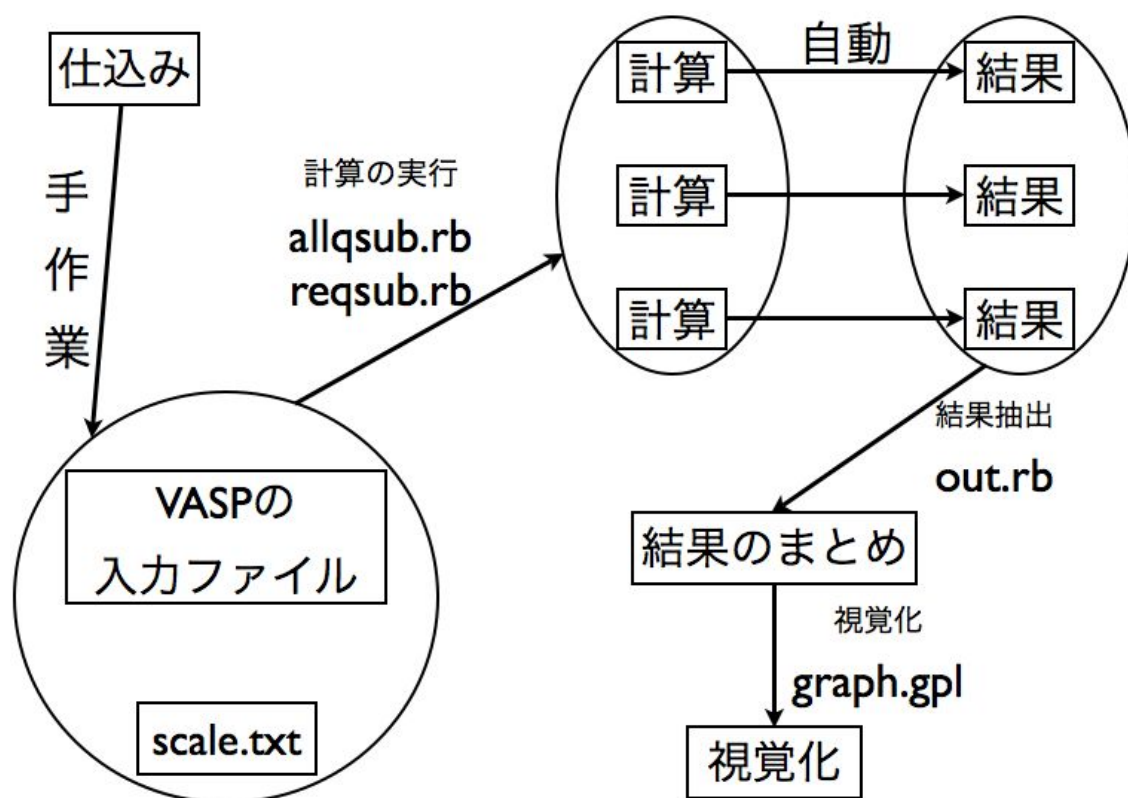 仕込み
手作業
計算の実行
allqsub.rb
reqsub.rb
計算
自動
結果
計算
結果
計算
結果
VASPの
入力ファイル
scale.txt
結果抽出
out.rb
結果のまとめ
視覚化
graph.gpl
視覚化